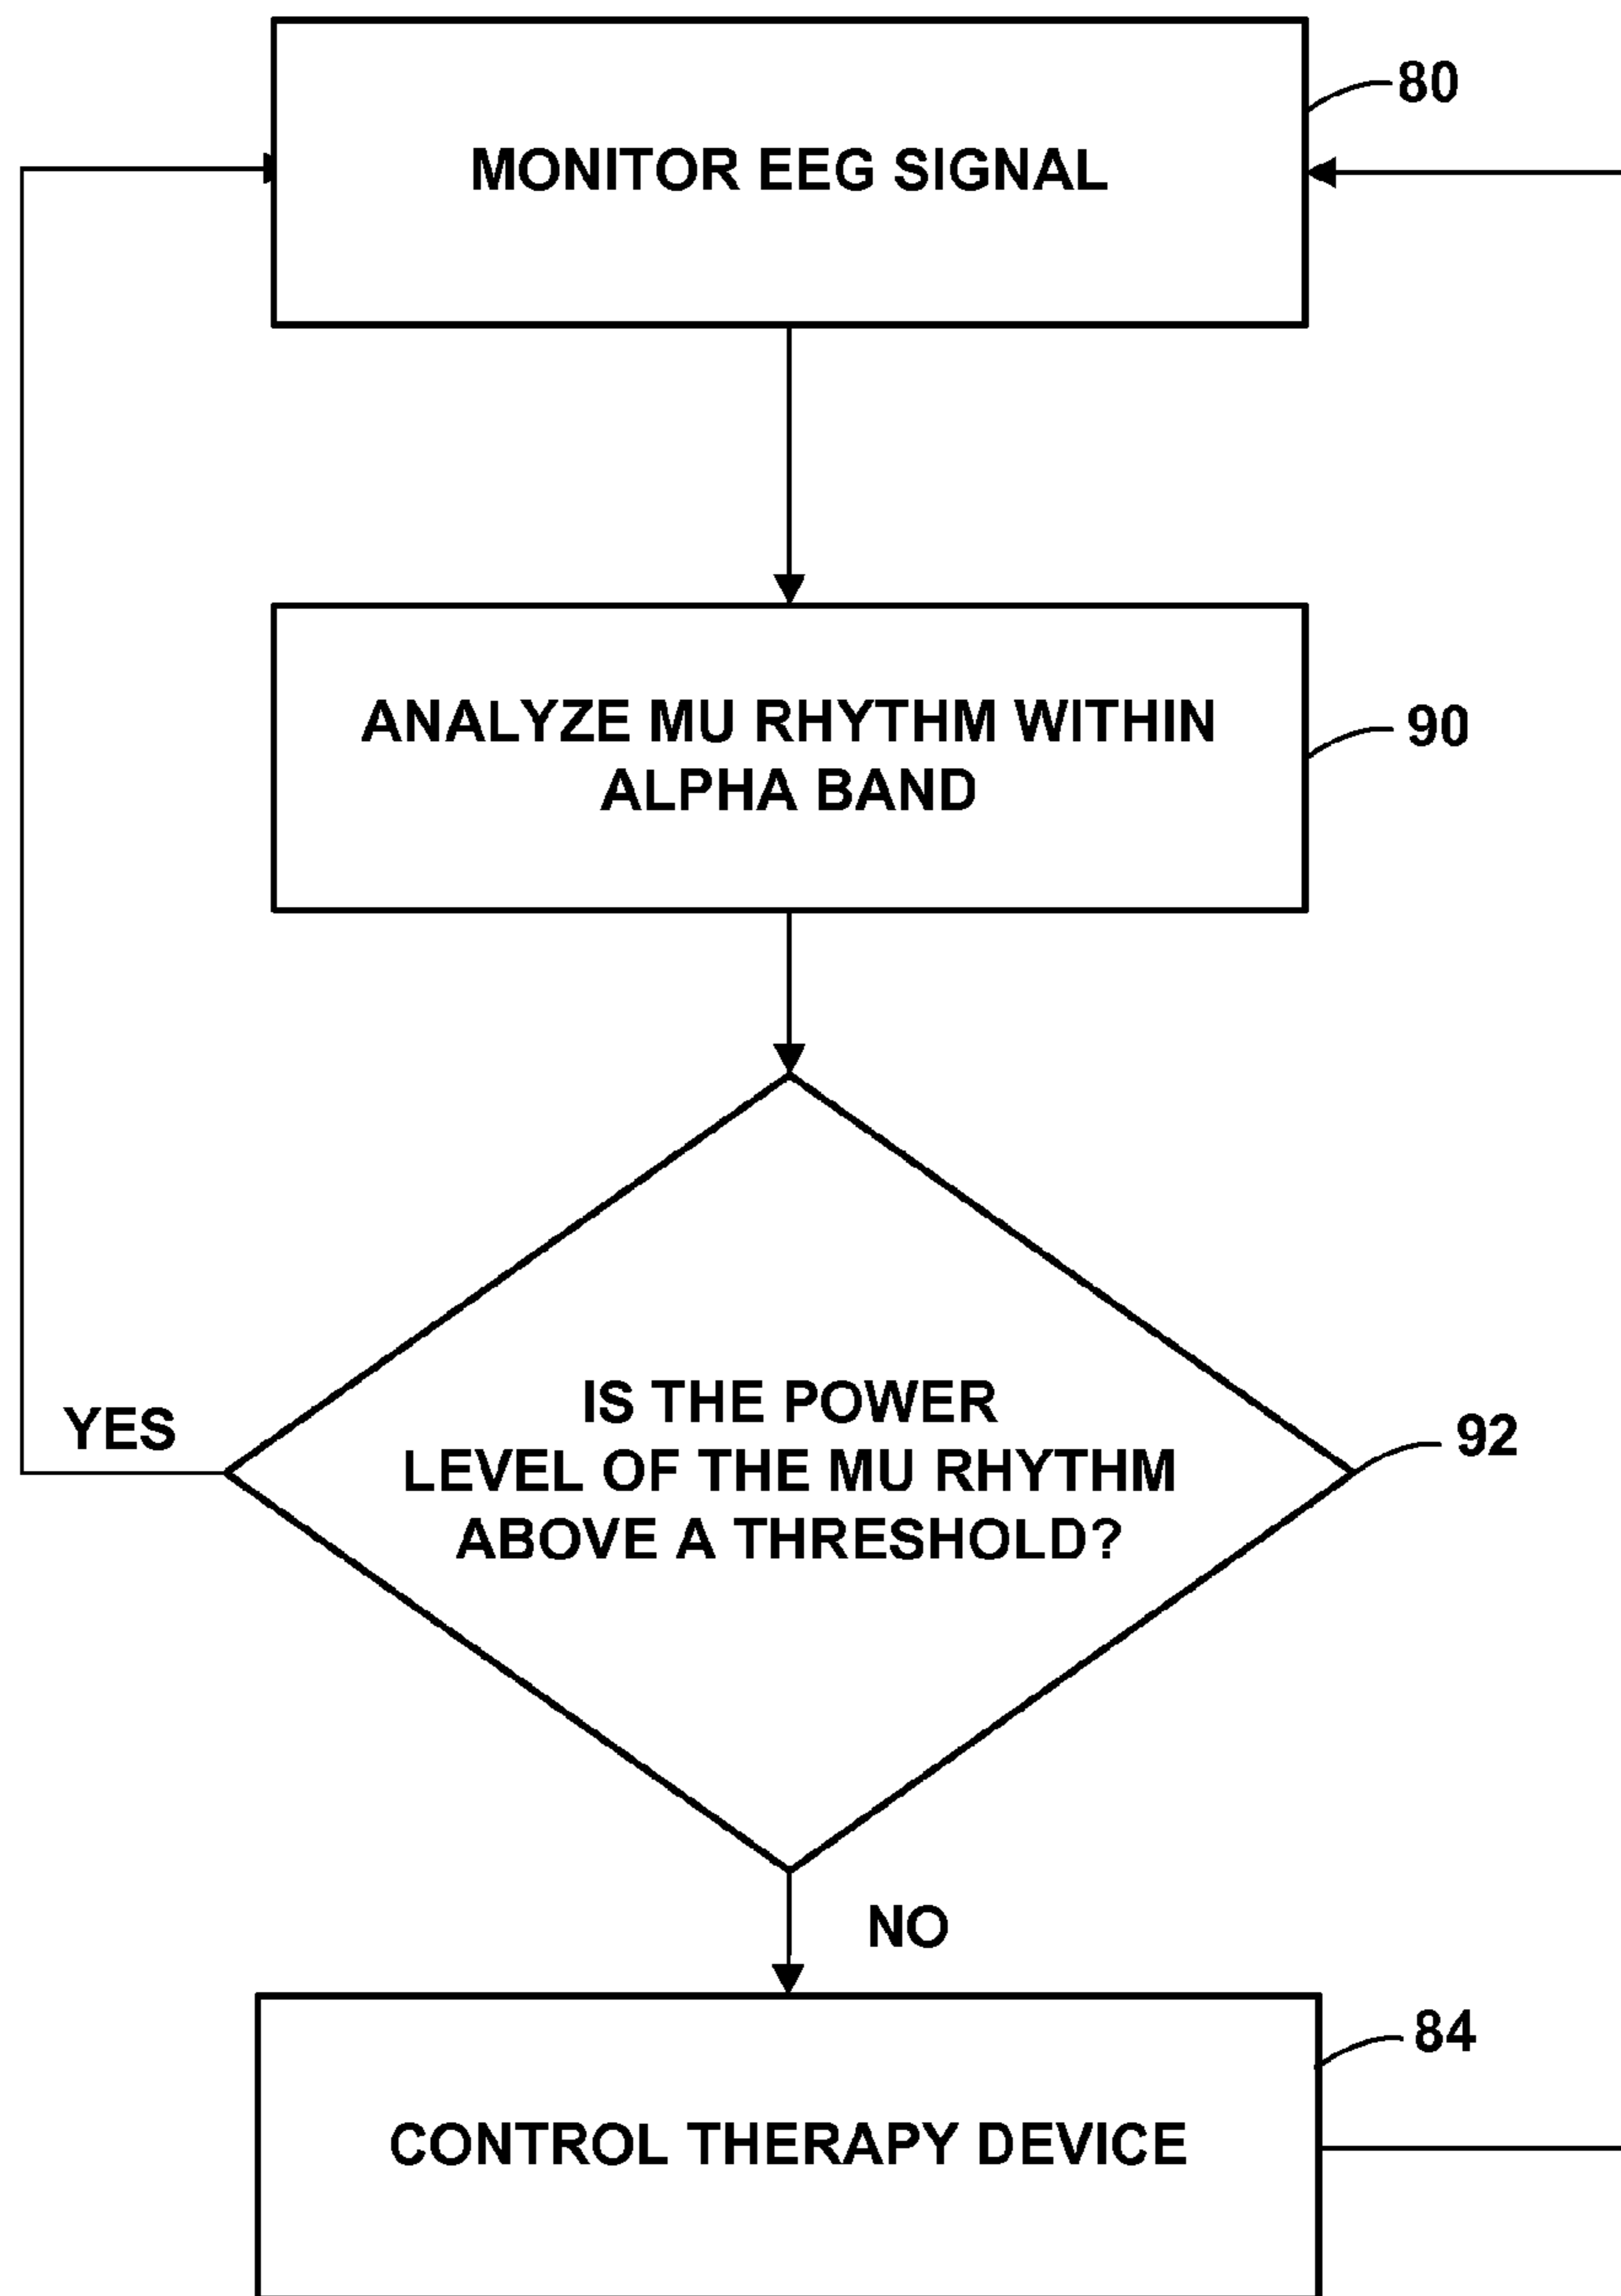 80
MONITOR EEG SIGNAL
90
ANALYZE MU RHYTHM WITHIN
ALPHA BAND
IS THE POWER
LEVEL OF THE MU RHYTHM
ABOVE A THRESHOLD?
YES
92
NO
84
CONTROL THERAPY DEVICE